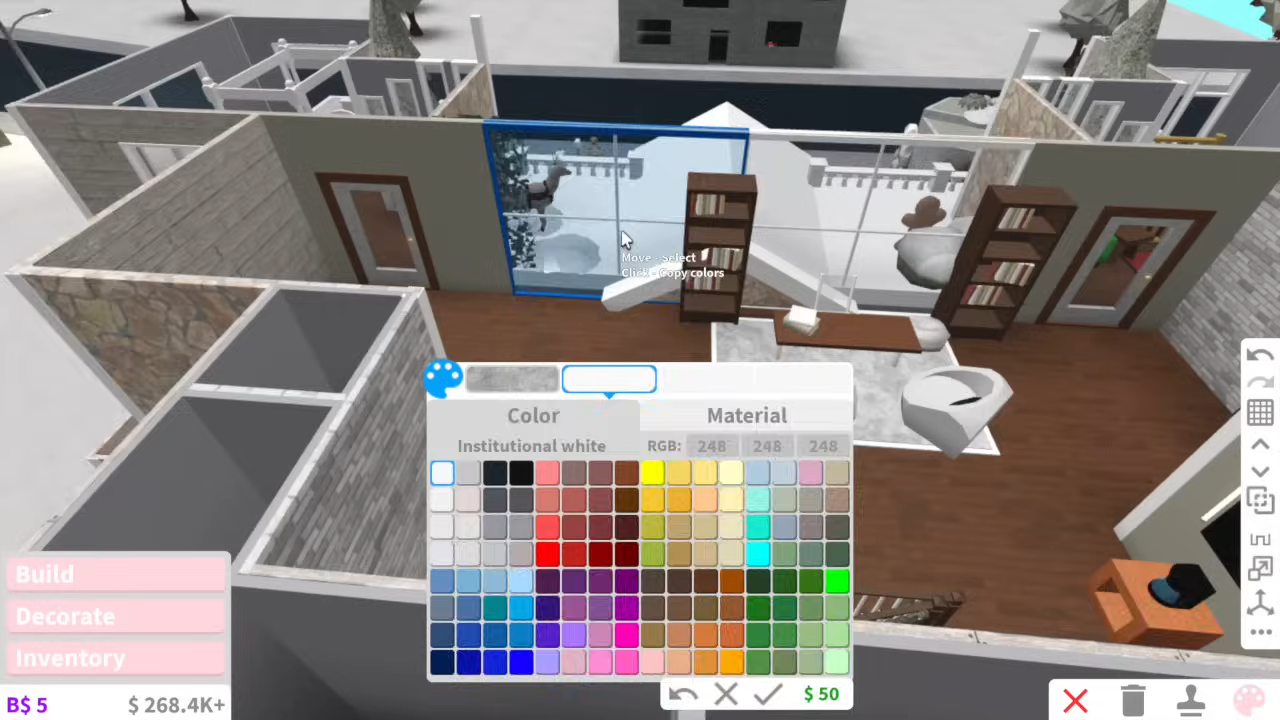 Move - Select
Click - Copy colors
Color
Material
Institutional white
RGB: 248 248 248
Build
Decorate
Inventory
B$ 5
$ 268.4K+
$ 50